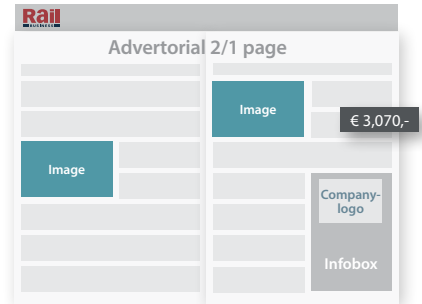 Rail
Advertorial 2/1 page
Image
€ 3,070,-
Image
Company-
logo
Infobox